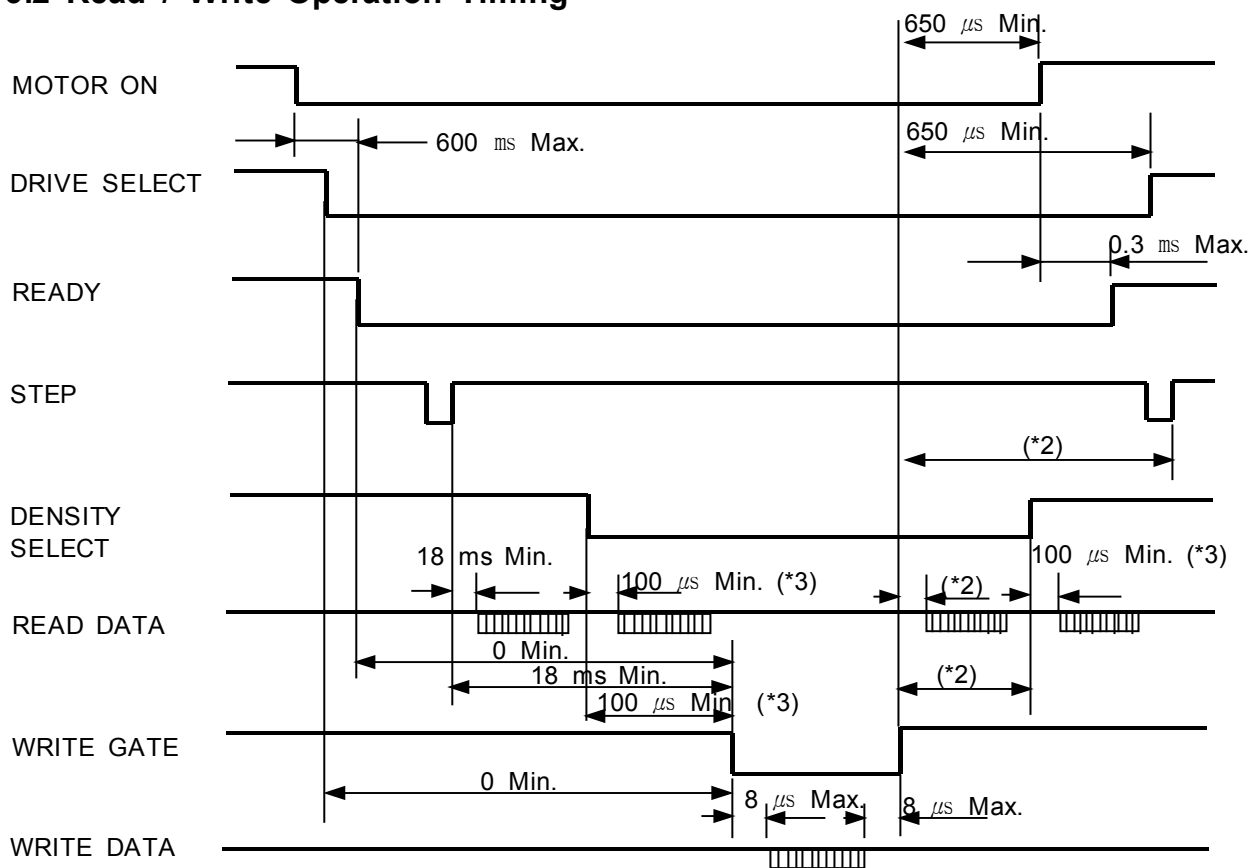 5.2 Read / Write Operation Timing
650 μs Min.
MOTOR ON
600 ms Max.
650 μs Min.
DRIVE SELECT
0.3 ms Max.
READY
STEP
(*2)
DENSITY
SELECT
18 ms Min.
100 μs Min. (*3)
(*2)
100 μs Min. (*3)
READ DATA
0 Min.
18 ms Min.
(*2)
100 μs Min (*3)
WRITE GATE
0 Min.
8 μs Max.
8 μs Max.
WRITE DATA